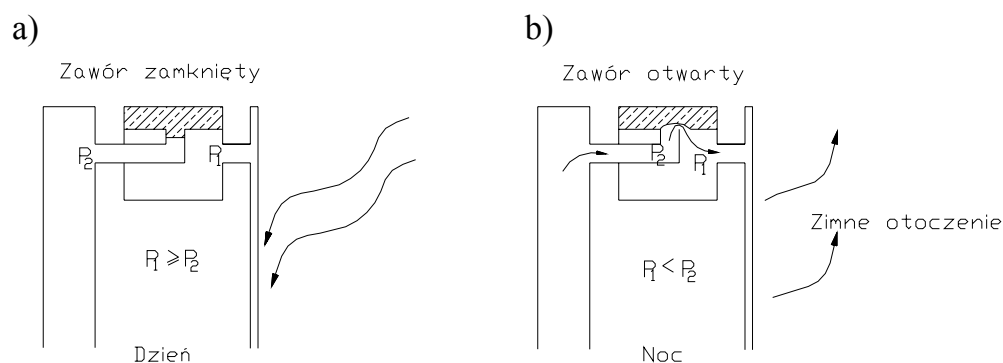 a)
Zawór zamknięty
P2
P1
P1 ⩾ P2
Dzień
b)
Zawór otwarty
P2
P1
Zimne otoczenie
P1 < P2
Noc